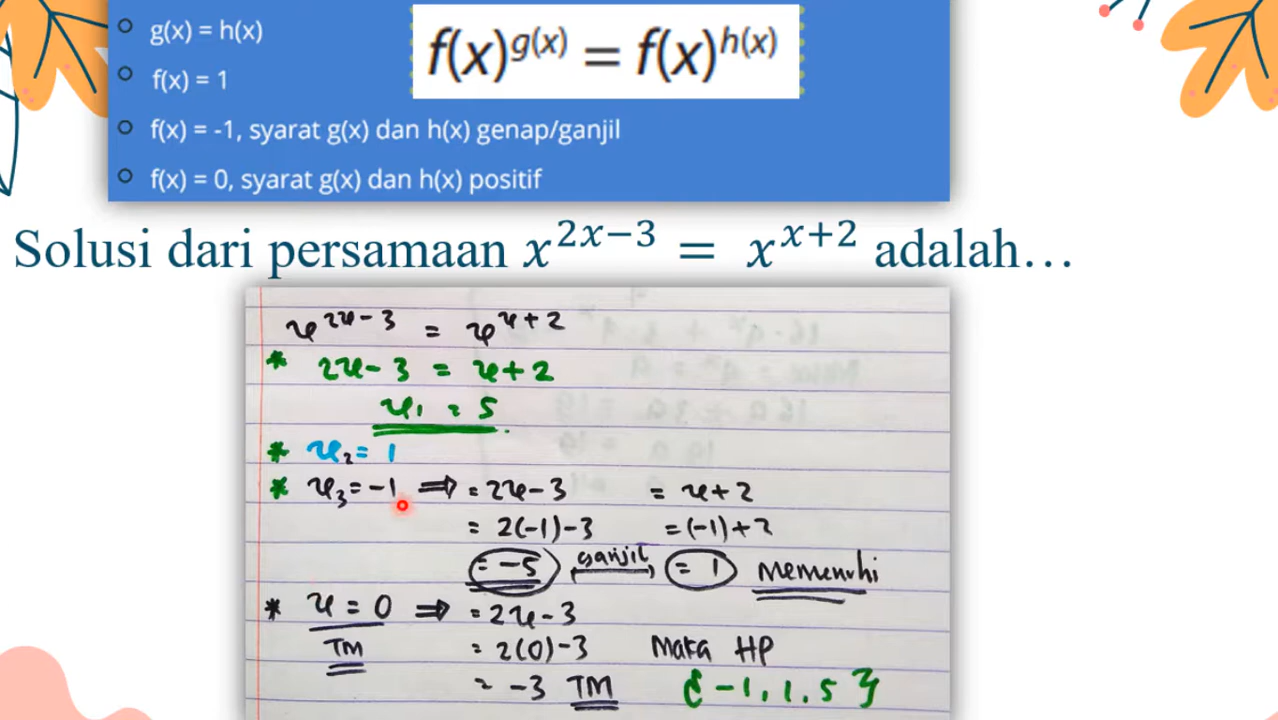 g(x) = h(x)
f(x) = 1
f(x) = -1, syarat g(x) dan h(x) genap/ganjil
f(x) = 0, syarat g(x) dan h(x) positif
f(x)^g(x) = f(x)^h(x)
Solusi dari persamaan x^{2x−3} = x^{x+2} adalah…
x^{2x-3} = x^{x+2}
* 2x - 3 = x + 2
x₁ = 5
* x₂ = 1
* x₃ = -1 ⇒ = 2x - 3 = x + 2
= 2(-1) - 3 = (-1) + 2
= -5 ganjil = 1 memenuhi
* x = 0 ⇒ = 2x - 3
TM = 2(0) - 3 Maka HP
= -3 TM { -1, 1, 5 }